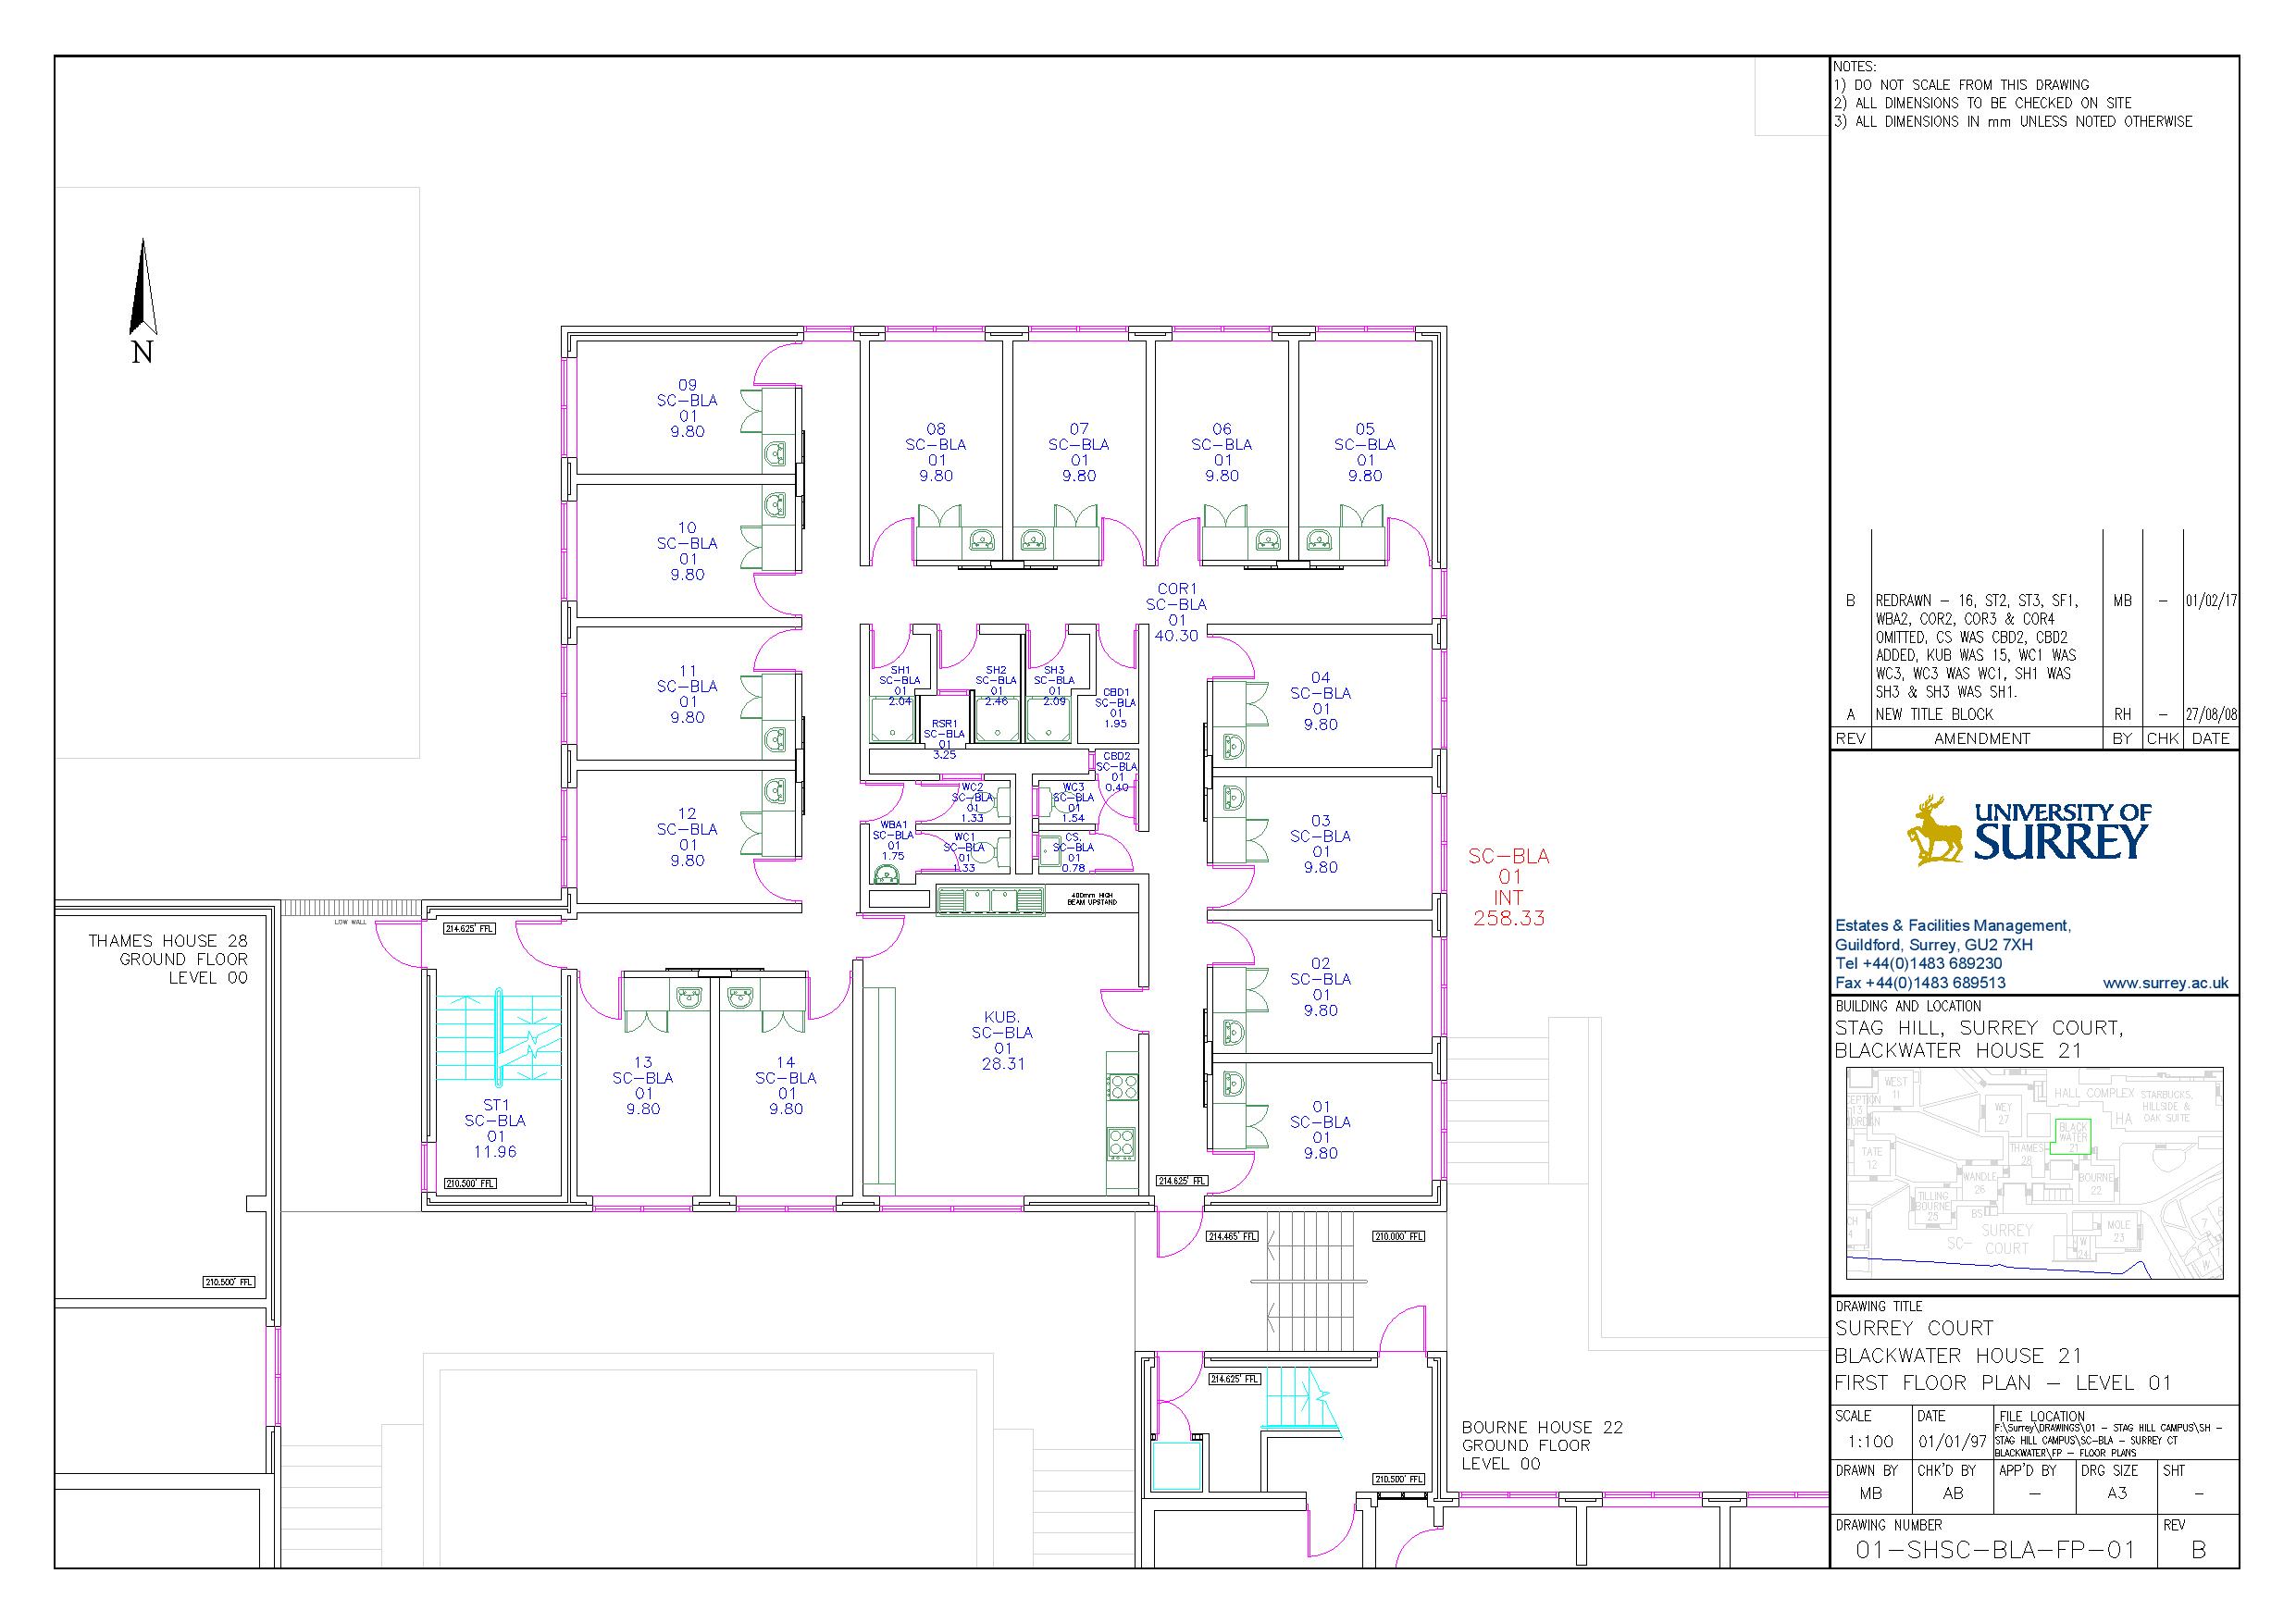 NOTES:
1) DO NOT SCALE FROM THIS DRAWING
2) ALL DIMENSIONS TO BE CHECKED ON SITE
3) ALL DIMENSIONS IN mm UNLESS NOTED OTHERWISE
N
09
SC-BLA
01
9.80
08
SC-BLA
01
9.80
07
SC-BLA
01
9.80
06
SC-BLA
01
9.80
05
SC-BLA
01
9.80
10
SC-BLA
01
9.80
COR1
SC-BLA
01
40.30
11
SC-BLA
01
9.80
SH1
SC-BLA
01
2.04
SH2
SC-BLA
01
2.46
SH3
SC-BLA
01
2.09
CBD1
SC-BLA
01
1.95
RSR1
SC-BLA
01
3.25
04
SC-BLA
01
9.80
CBD2
SC-BLA
01
0.40
WC2
SC-BLA
01
1.33
WC3
SC-BLA
01
1.54
12
SC-BLA
01
9.80
WBA1
SC-BLA
01
1.75
WC1
SC-BLA
01
1.33
CS.
SC-BLA
01
0.78
03
SC-BLA
01
9.80
SC-BLA
01
INT
258.33
400mm HIGH
BEAM UPSTAND
LOW WALL
214.625' FFL
THAMES HOUSE 28
GROUND FLOOR
LEVEL 00
02
SC-BLA
01
9.80
KUB.
SC-BLA
01
28.31
13
SC-BLA
01
9.80
14
SC-BLA
01
9.80
ST1
SC-BLA
01
11.96
01
SC-BLA
01
9.80
210.500' FFL
214.625' FFL
214.465' FFL
210.000' FFL
210.500' FFL
214.625' FFL
BOURNE HOUSE 22
GROUND FLOOR
LEVEL 00
210.500' FFL
B REDRAWN - 16, ST2, ST3, SF1, MB - 01/02/17
WBA2, COR2, COR3 & COR4
OMITTED, CS WAS CBD2, CBD2
ADDED, KUB WAS 15, WC1 WAS
WC3, WC3 WAS WC1, SH1 WAS
SH3 & SH3 WAS SH1.
A NEW TITLE BLOCK RH - 27/08/08
REV AMENDMENT BY CHK DATE
UNIVERSITY OF
SURREY
Estates & Facilities Management,
Guildford, Surrey, GU2 7XH
Tel +44(0)1483 689230
Fax +44(0)1483 689513 www.surrey.ac.uk
BUILDING AND LOCATION
STAG HILL, SURREY COURT,
BLACKWATER HOUSE 21
WEST
11
HALL COMPLEX
STARBUCKS,
HILLSIDE &
OAK SUITE
HA
WEY
27
BLACK
WATER
21
THAMES
28
TATE
12
WANDLE
26
BOURNE
22
TILLING
BOURNE
25
BS
SURREY
SC- COURT
MOLE
23
W
24
7
W
DRAWING TITLE
SURREY COURT
BLACKWATER HOUSE 21
FIRST FLOOR PLAN - LEVEL 01
SCALE DATE FILE LOCATION
1:100 01/01/97
F:\Surrey\DRAWINGS\01 - STAG HILL CAMPUS\SH -
STAG HILL CAMPUS\SC-BLA - SURREY CT
BLACKWATER\FP - FLOOR PLANS
DRAWN BY CHK'D BY APP'D BY DRG SIZE SHT
MB AB - A3 -
DRAWING NUMBER REV
01-SHSC-BLA-FP-01 B